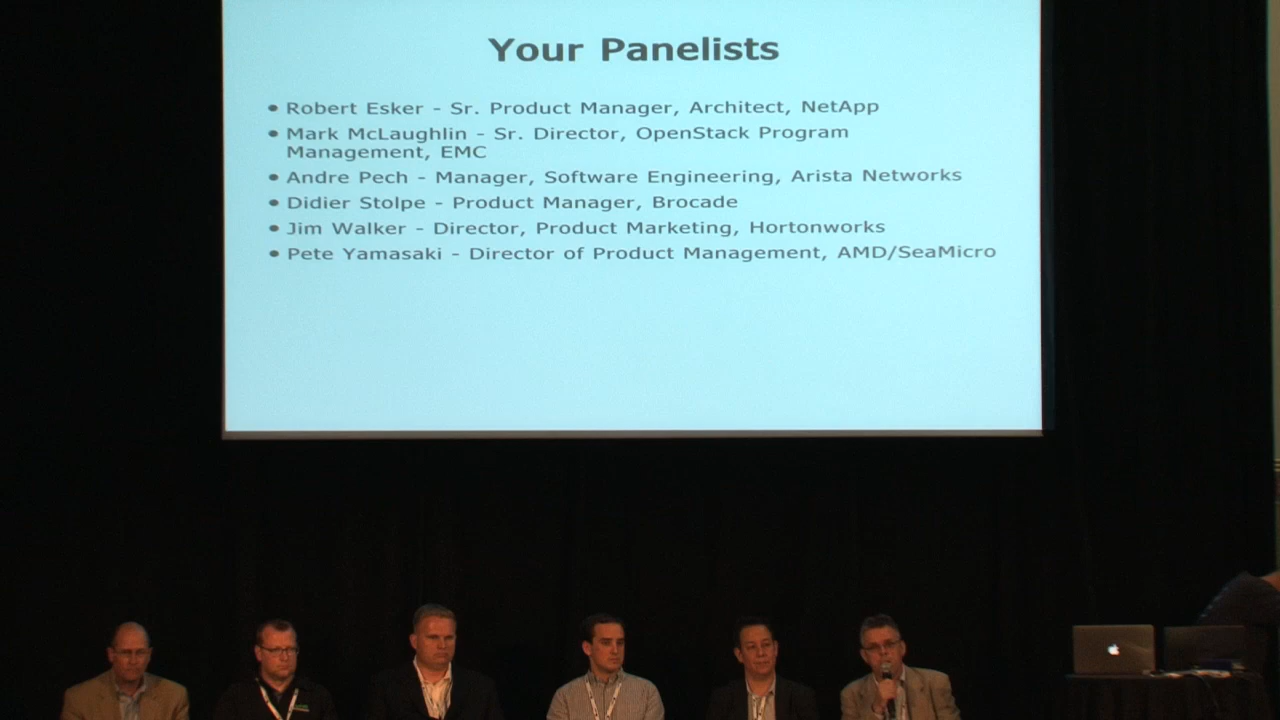 Your Panelists
• Robert Esker - Sr. Product Manager, Architect, NetApp
• Mark McLaughlin - Sr. Director, OpenStack Program
Management, EMC
• Andre Pech - Manager, Software Engineering, Arista Networks
• Didier Stolpe - Product Manager, Brocade
• Jim Walker - Director, Product Marketing, Hortonworks
• Pete Yamasaki - Director of Product Management, AMD/SeaMicro